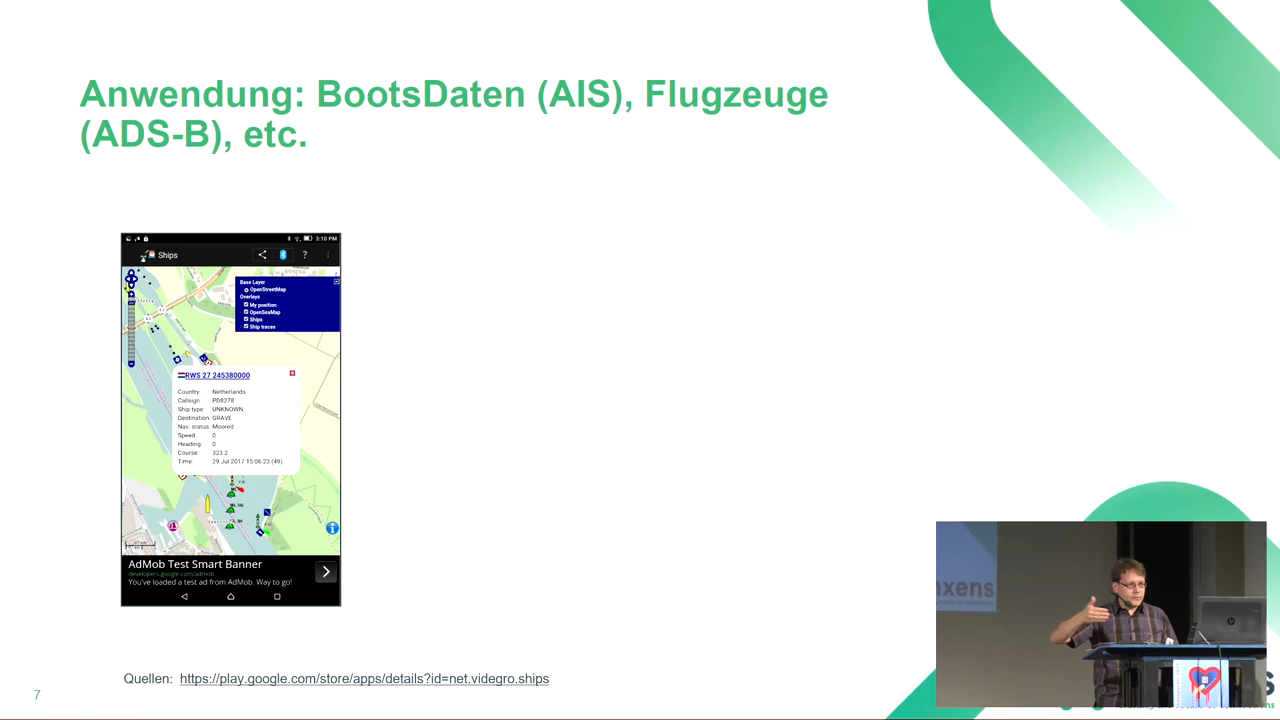 Anwendung: BootsDaten (AIS), Flugzeuge
(ADS-B), etc.
3:10 PM
Ships
?
Base Layer
OpenStreetMap
Overlays
My position
OpenSeaMap
Ships
Ship traces
RWS 27 245380000
Country: Netherlands
Callsign: PD8278
Ship type: UNKNOWN
Destination: GRAVE
Nav. status: Moored
Speed: 0
Heading: 0
Course: 323.2
Time: 29 Jul 2017 15:06:23 (49)
AdMob Test Smart Banner
developers.google.com/admob
You've loaded a test ad from AdMob. Way to go!
Quellen: https://play.google.com/store/apps/details?id=net.videgro.ships
7